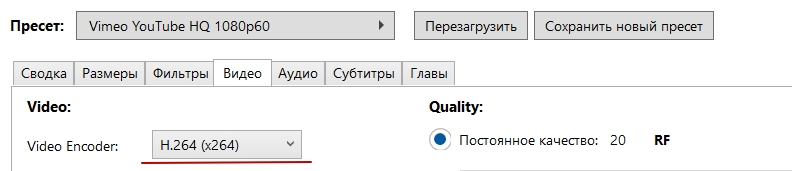 Пресет: Vimeo YouTube HQ 1080p60 Перезагрузить Сохранить новый пресет
Сводка Размеры Фильтры Видео Аудио Субтитры Главы
Video: Quality:
Video Encoder: H.264 (x264) Постоянное качество: 20 RF